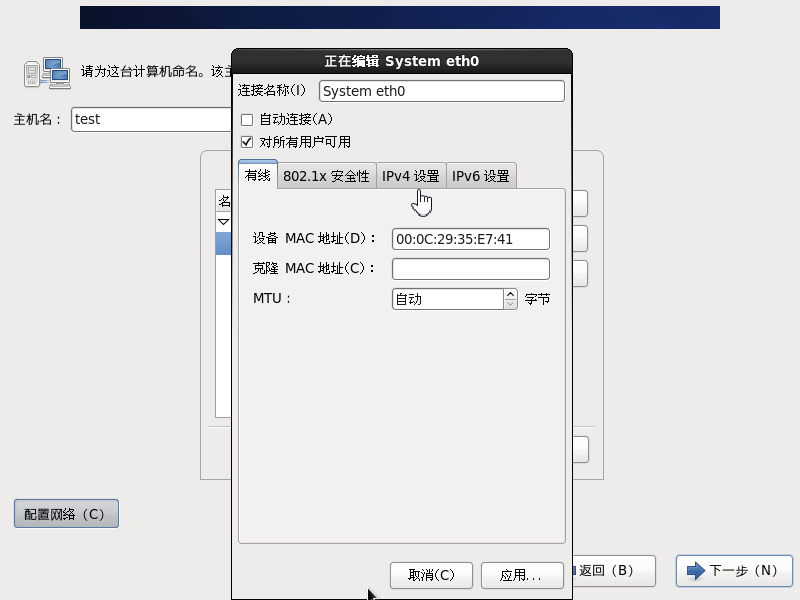 正在编辑 System eth0
请为这台计算机命名。该主
连接名称(I) System eth0
主机名： test
自动连接(A)
对所有用户可用
有线 802.1x 安全性 IPv4 设置 IPv6 设置
名
设备 MAC 地址(D)： 00:0C:29:35:E7:41
克隆 MAC 地址(C)：
MTU： 自动 字节
配置网络（C）
取消(C) 应用...
返回（B） 下一步（N）